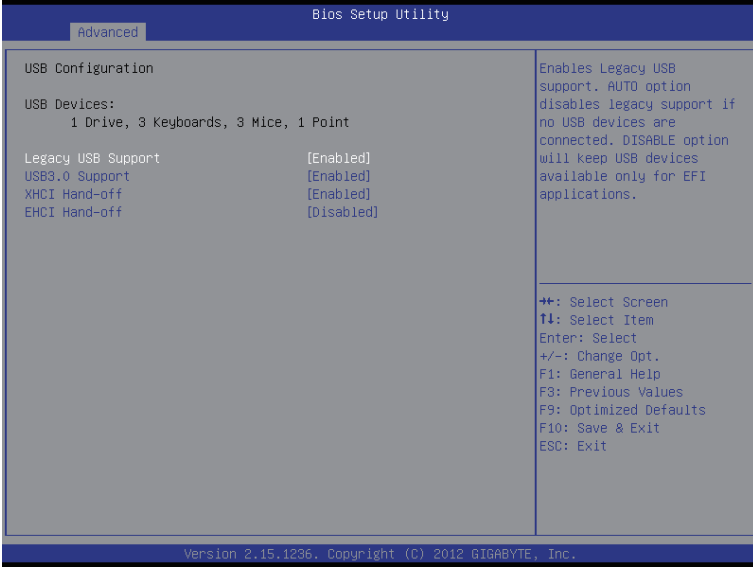 Bios Setup Utility
Advanced
USB Configuration
USB Devices:
1 Drive, 3 Keyboards, 3 Mice, 1 Point
Legacy USB Support [Enabled]
USB3.0 Support [Enabled]
XHCI Hand-off [Enabled]
EHCI Hand-off [Disabled]
Enables Legacy USB
support. AUTO option
disables legacy support if
no USB devices are
connected. DISABLE option
will keep USB devices
available only for EFI
applications.
→←: Select Screen
↑↓: Select Item
Enter: Select
+/-: Change Opt.
F1: General Help
F3: Previous Values
F9: Optimized Defaults
F10: Save & Exit
ESC: Exit
Version 2.15.1236. Copyright (C) 2012 GIGABYTE, Inc.